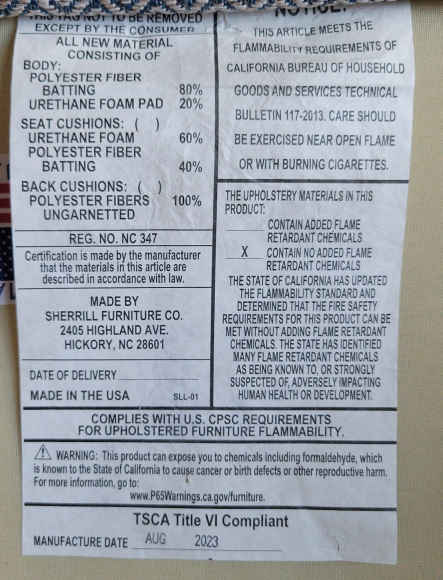 THIS TAG NOT TO BE REMOVED
EXCEPT BY THE CONSUMER
ALL NEW MATERIAL
CONSISTING OF
BODY:
POLYESTER FIBER
BATTING 80%
URETHANE FOAM PAD 20%
SEAT CUSHIONS: ( )
URETHANE FOAM 60%
POLYESTER FIBER
BATTING 40%
BACK CUSHIONS: ( )
POLYESTER FIBERS 100%
UNGARNETTED
REG. NO. NC 347
Certification is made by the manufacturer
that the materials in this article are
described in accordance with law.
MADE BY
SHERRILL FURNITURE CO.
2405 HIGHLAND AVE.
HICKORY, NC 28601
DATE OF DELIVERY
MADE IN THE USA SLL-01
NOTICE:
THIS ARTICLE MEETS THE
FLAMMABILITY REQUIREMENTS OF
CALIFORNIA BUREAU OF HOUSEHOLD
GOODS AND SERVICES TECHNICAL
BULLETIN 117-2013. CARE SHOULD
BE EXERCISED NEAR OPEN FLAME
OR WITH BURNING CIGARETTES.
THE UPHOLSTERY MATERIALS IN THIS
PRODUCT:
CONTAIN ADDED FLAME
RETARDANT CHEMICALS
X CONTAIN NO ADDED FLAME
RETARDANT CHEMICALS
THE STATE OF CALIFORNIA HAS UPDATED
THE FLAMMABILITY STANDARD AND
DETERMINED THAT THE FIRE SAFETY
REQUIREMENTS FOR THIS PRODUCT CAN BE
MET WITHOUT ADDING FLAME RETARDANT
CHEMICALS. THE STATE HAS IDENTIFIED
MANY FLAME RETARDANT CHEMICALS
AS BEING KNOWN TO, OR STRONGLY
SUSPECTED OF, ADVERSELY IMPACTING
HUMAN HEALTH OR DEVELOPMENT.
COMPLIES WITH U.S. CPSC REQUIREMENTS
FOR UPHOLSTERED FURNITURE FLAMMABILITY.
WARNING: This product can expose you to chemicals including formaldehyde, which
is known to the State of California to cause cancer or birth defects or other reproductive harm.
For more information, go to:
www.P65Warnings.ca.gov/furniture.
TSCA Title VI Compliant
MANUFACTURE DATE AUG 2023